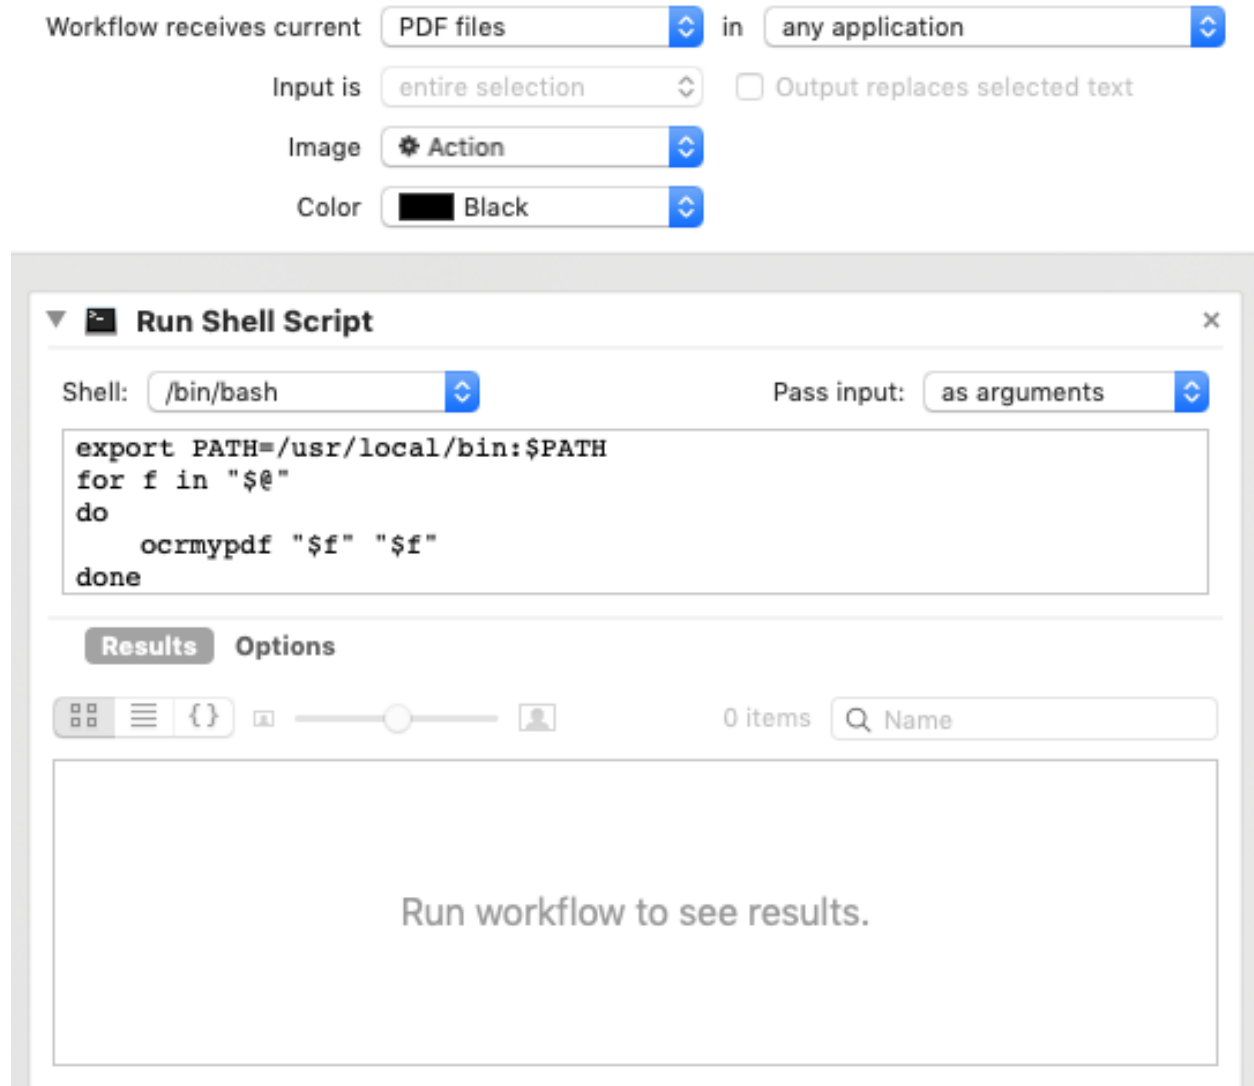 Workflow receives current PDF files in any application
Input is entire selection Output replaces selected text
Image Action
Color Black
Run Shell Script
Shell: /bin/bash Pass input: as arguments
export PATH=/usr/local/bin:$PATH
for f in "$@"
do
    ocrmypdf "$f" "$f"
done
Results Options
{} 0 items Name
Run workflow to see results.